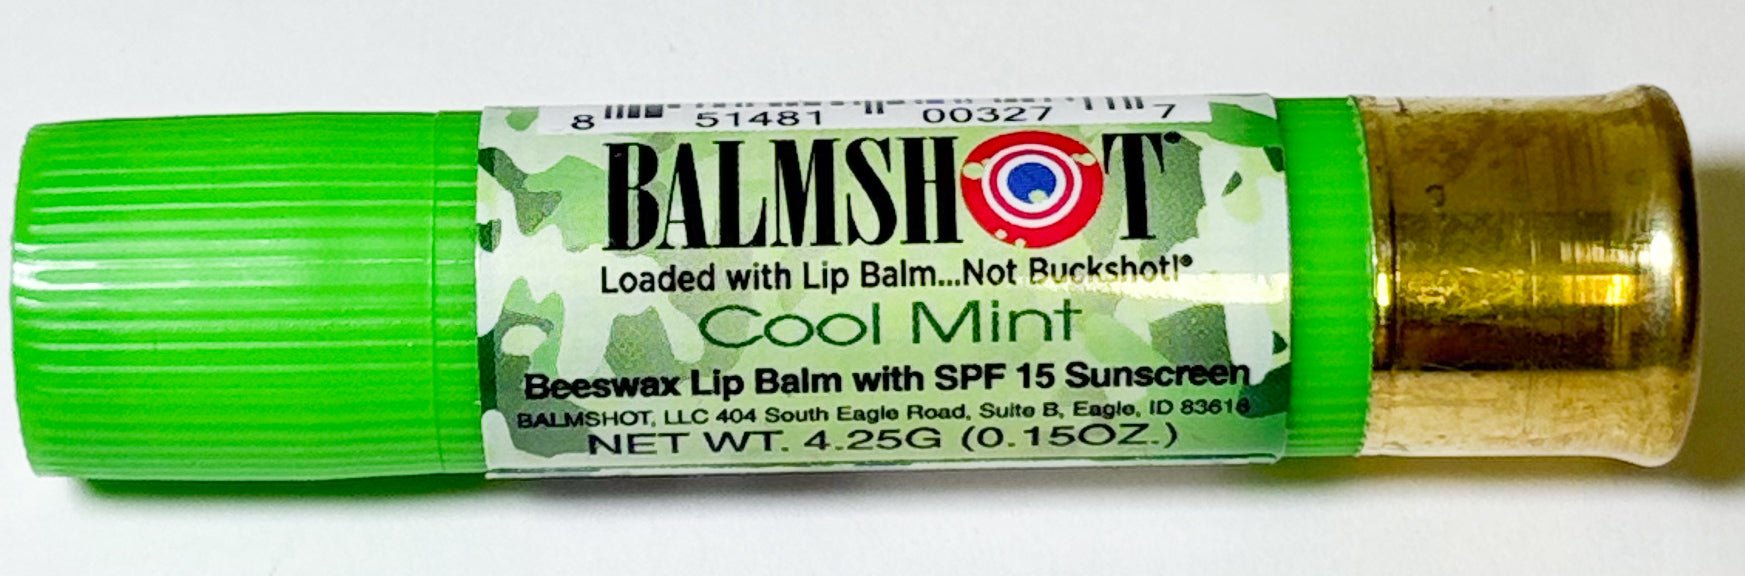 8 51481 00327 7
BALMSHOT®
Loaded with Lip Balm...Not Buckshot!®
Cool Mint
Beeswax Lip Balm with SPF 15 Sunscreen
BALMSHOT, LLC 404 South Eagle Road, Suite B, Eagle, ID 83616
NET WT. 4.25G (0.15OZ.)